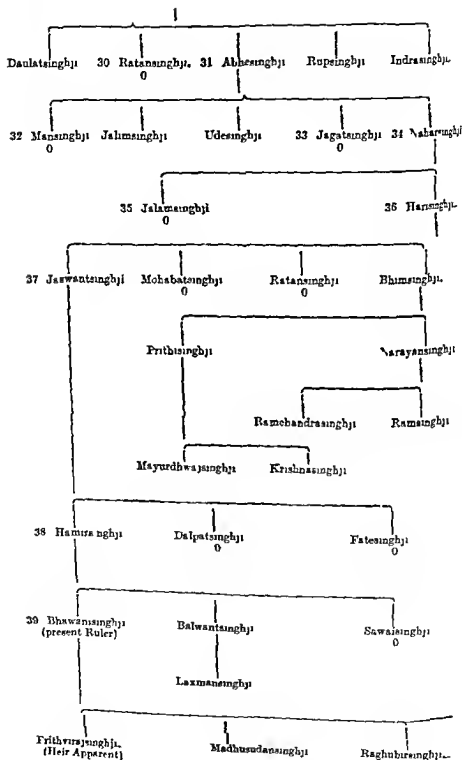 Daulatsinghji 30 Ratansinghji. 31 Abhesinghji Rupsinghji Indrasinghji.
0
32 Mansinghji Jalimsinghji Udesinghji 33 Jagatsinghji 34 Naharsinghji
0 0
35 Jalamsinghji 36 Harisinghji.
0
37 Jaswantsinghji Mohabatsinghji Ratansinghji Bhimsinghji.
0 0
Prithisinghji Narayansinghji
Ramchandrasinghji Ramsinghji
Mayurdhwajsinghji Krishnasinghji
38 Hamirsinghji Dalpatsinghji Fatesinghji
0 0
39 Bhawanisinghji Balwantsinghji Sawaisinghji
(present Ruler) 0
Laxmansinghji
Prithvirajsinghji. Madhusudansinghji Raghubirsinghji.
(Heir Apparent)